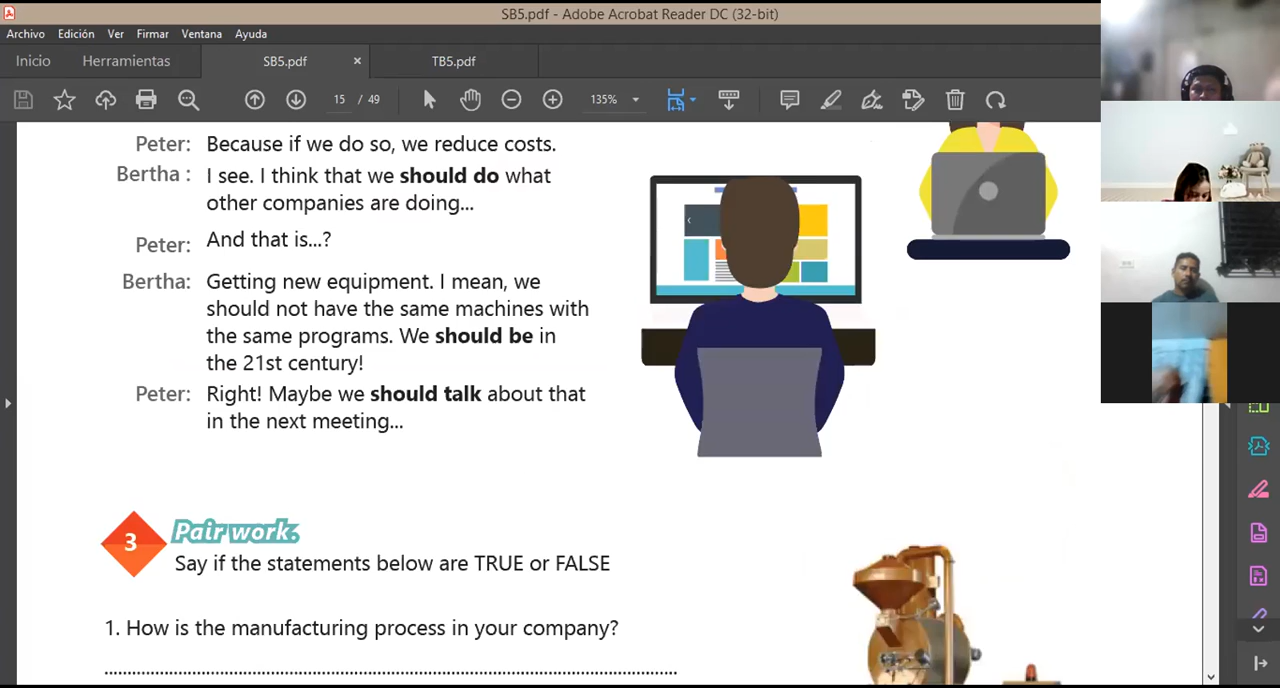 SB5.pdf - Adobe Acrobat Reader DC (32-bit)
Archivo Edición Ver Firmar Ventana Ayuda
Inicio Herramientas SB5.pdf × TB5.pdf
15 / 49 135%
Peter: Because if we do so, we reduce costs.
Bertha : I see. I think that we should do what
other companies are doing...
Peter: And that is...?
Bertha: Getting new equipment. I mean, we
should not have the same machines with
the same programs. We should be in
the 21st century!
Peter: Right! Maybe we should talk about that
in the next meeting...
3 Pair work.
Say if the statements below are TRUE or FALSE
1. How is the manufacturing process in your company?